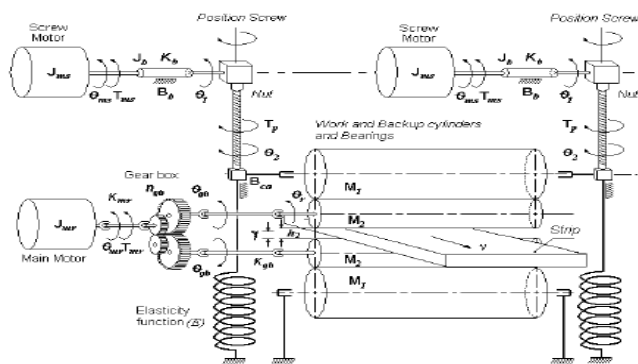 Position Screw
Position Screw
Screw Motor
Screw Motor
J_ms
J_b K_b
J_ms
J_b K_b
θ_ms T_ms
B_b
θ_1
Nut
θ_ms T_ms
B_b
θ_1
Nut
T_p
Work and Backup cylinders and Bearings
T_p
θ_2
θ_2
Gear box
n_gb
θ_gb
θ_r
B_ca
M_1
K_mr
M_2
J_mr
h_2
v
Strip
Main Motor
θ_mr T_mr
K_gb
M_2
θ_gb
M_1
Elasticity function